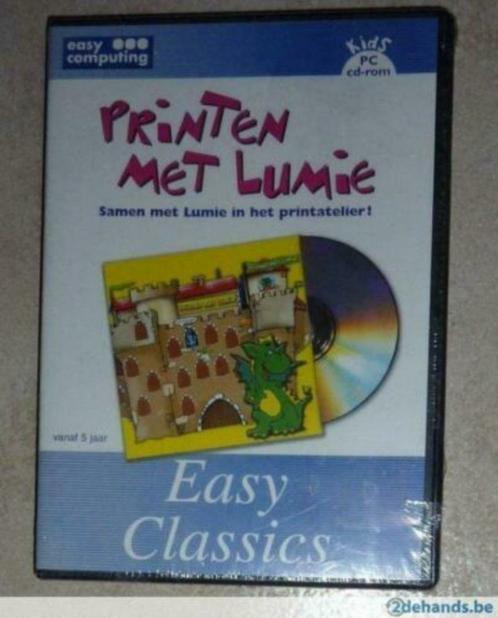 easy
computing
Kids
PC
cd-rom
PRiNTEN
MET LUMiE
Samen met Lumie in het printatelier!
vanaf 5 jaar
Easy
Classics
2dehands.be